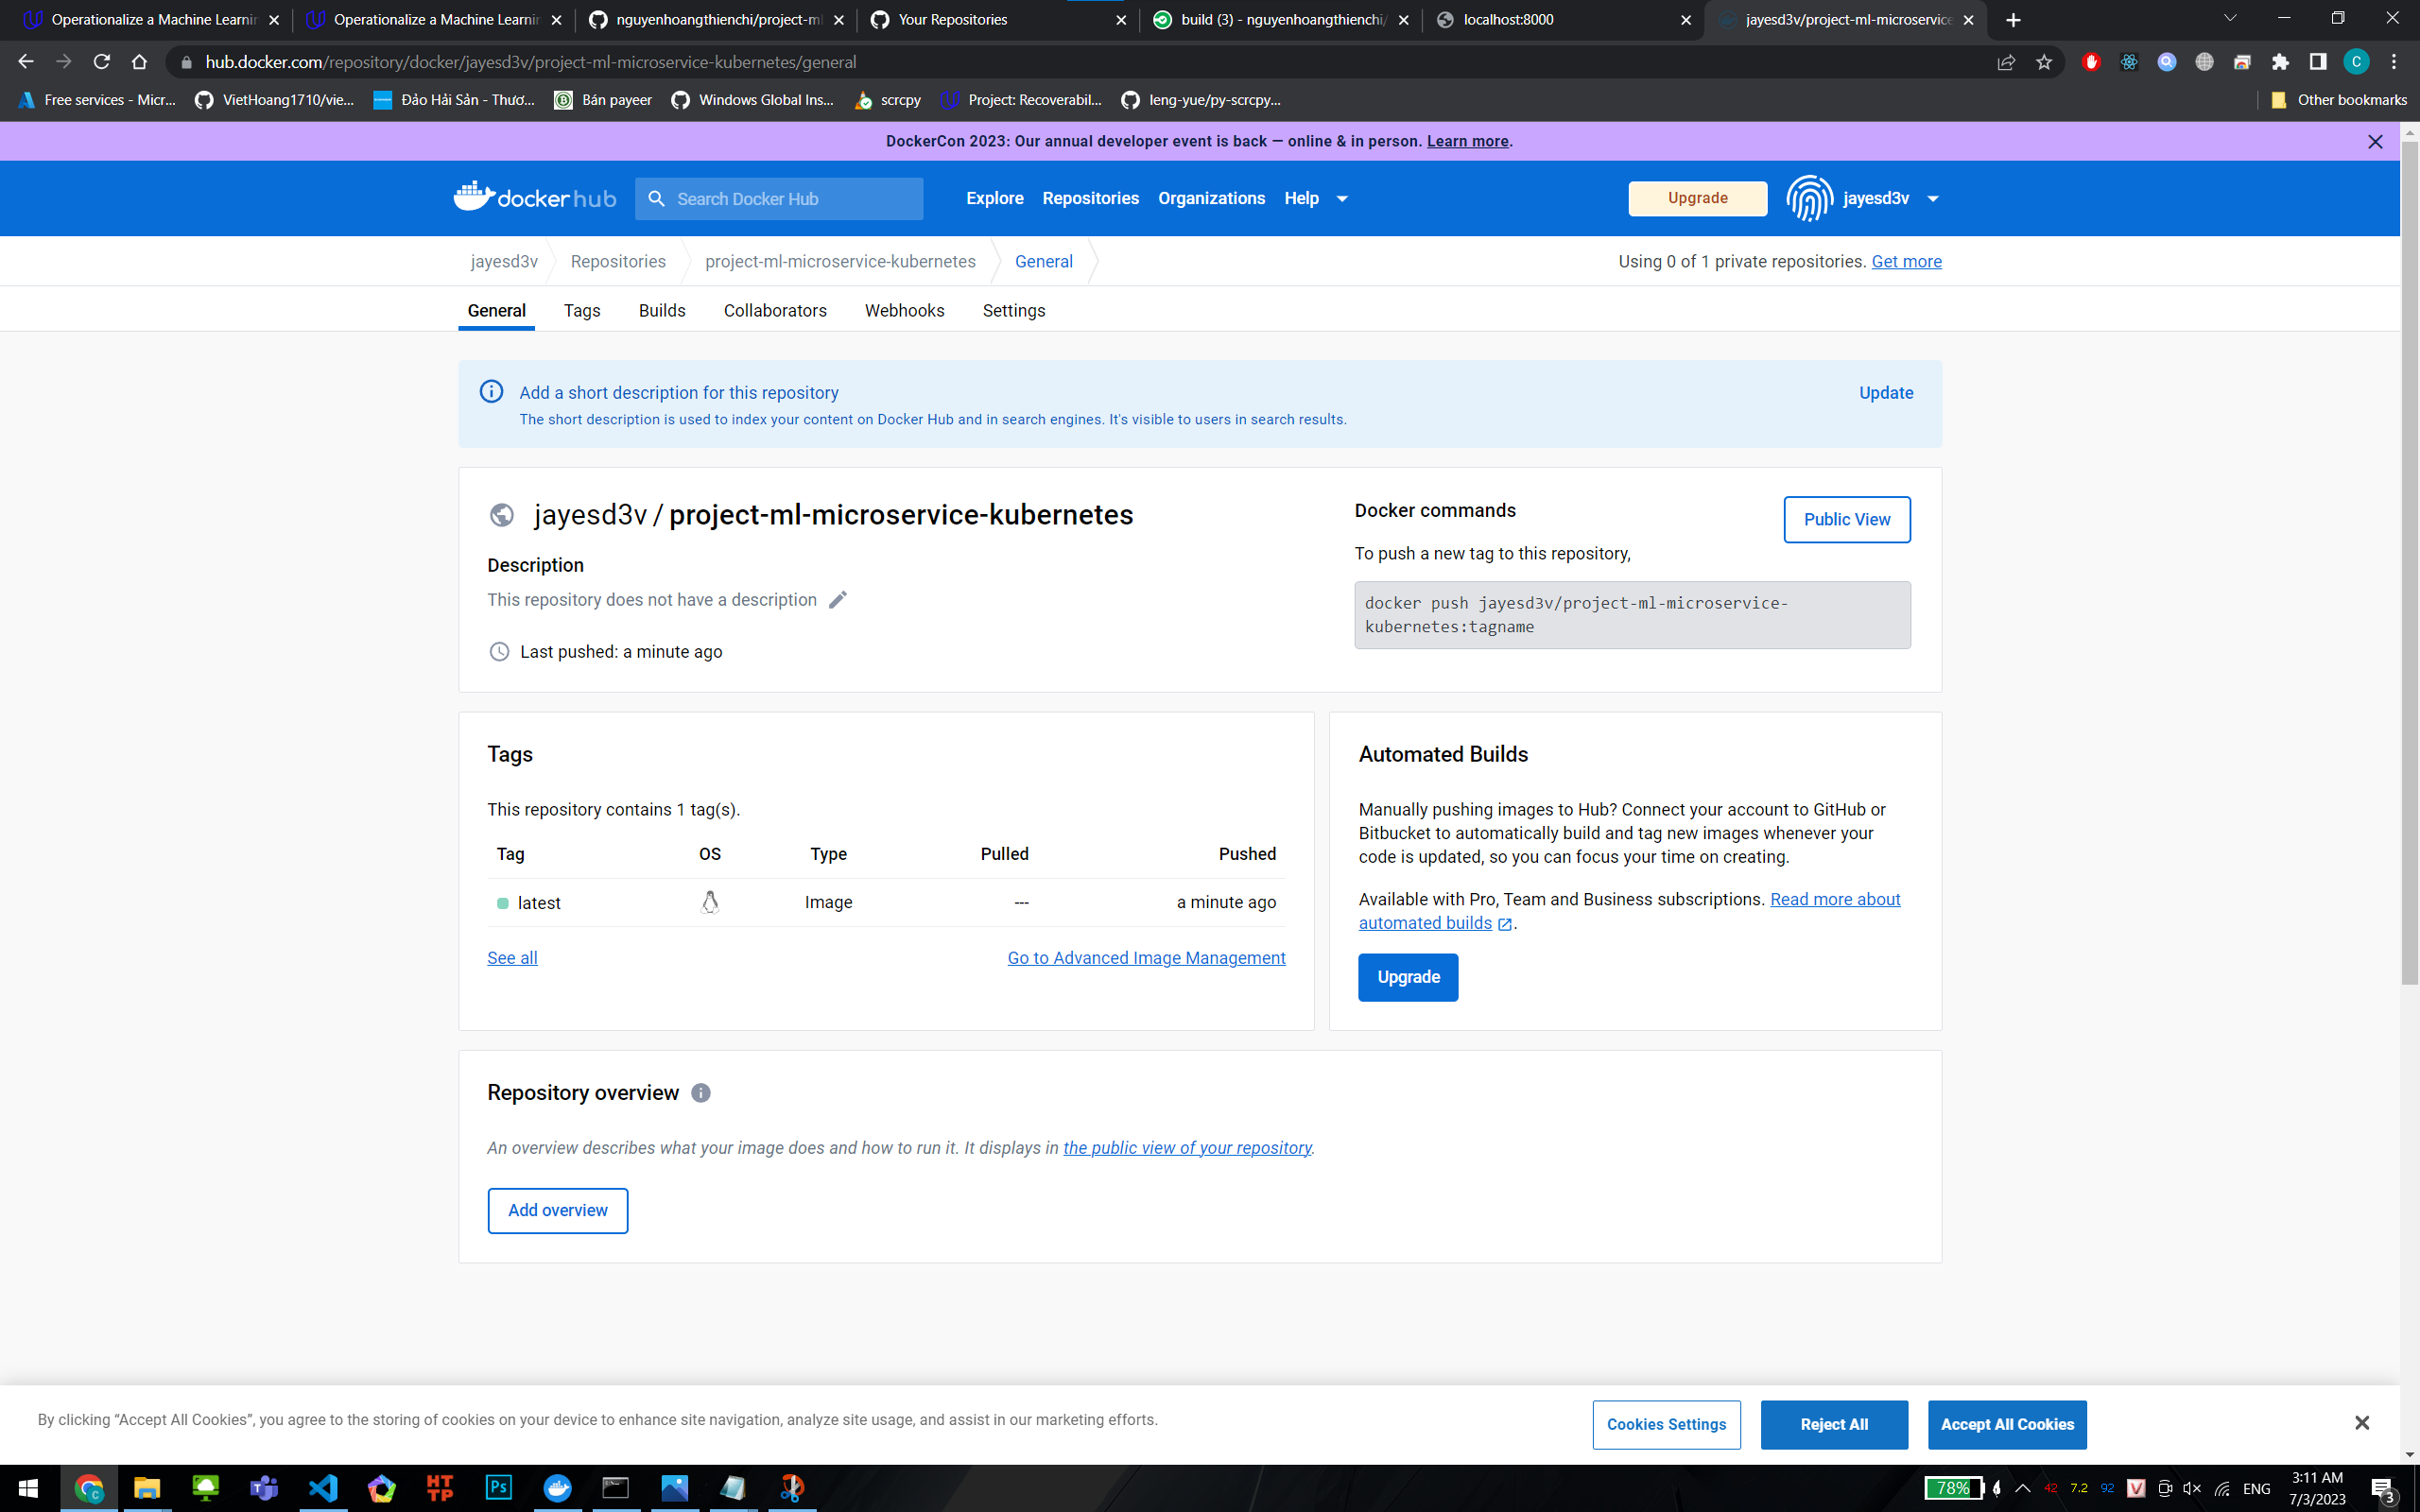 Operationalize a Machine Learnin
Operationalize a Machine Learnin
nguyenhoangthienchi/project-ml
Your Repositories
build (3) - nguyenhoangthienchi/
localhost:8000
jayesd3v/project-ml-microservice
hub.docker.com/repository/docker/jayesd3v/project-ml-microservice-kubernetes/general
C
Free services - Micr...
VietHoang1710/vie...
Đảo Hải Sản - Thươ...
Bán payeer
Windows Global Ins...
scrcpy
Project: Recoverabil...
leng-yue/py-scrcpy...
Other bookmarks
DockerCon 2023: Our annual developer event is back — online & in person. Learn more.
docker hub
Search Docker Hub
Explore
Repositories
Organizations
Help
Upgrade
jayesd3v
jayesd3v
Repositories
project-ml-microservice-kubernetes
General
Using 0 of 1 private repositories. Get more
General
Tags
Builds
Collaborators
Webhooks
Settings
Add a short description for this repository
Update
The short description is used to index your content on Docker Hub and in search engines. It's visible to users in search results.
jayesd3v / project-ml-microservice-kubernetes
Description
This repository does not have a description
Last pushed: a minute ago
Docker commands
Public View
To push a new tag to this repository,
docker push jayesd3v/project-ml-microservice-
kubernetes:tagname
Tags
This repository contains 1 tag(s).
Tag OS Type Pulled Pushed
latest Image --- a minute ago
See all
Go to Advanced Image Management
Automated Builds
Manually pushing images to Hub? Connect your account to GitHub or
Bitbucket to automatically build and tag new images whenever your
code is updated, so you can focus your time on creating.
Available with Pro, Team and Business subscriptions. Read more about
automated builds .
Upgrade
Repository overview
An overview describes what your image does and how to run it. It displays in the public view of your repository.
Add overview
By clicking “Accept All Cookies”, you agree to the storing of cookies on your device to enhance site navigation, analyze site usage, and assist in our marketing efforts.
Cookies Settings
Reject All
Accept All Cookies
HT
TP
Ps
78%
42
7.2
92
V
ENG
3:11 AM
7/3/2023
3